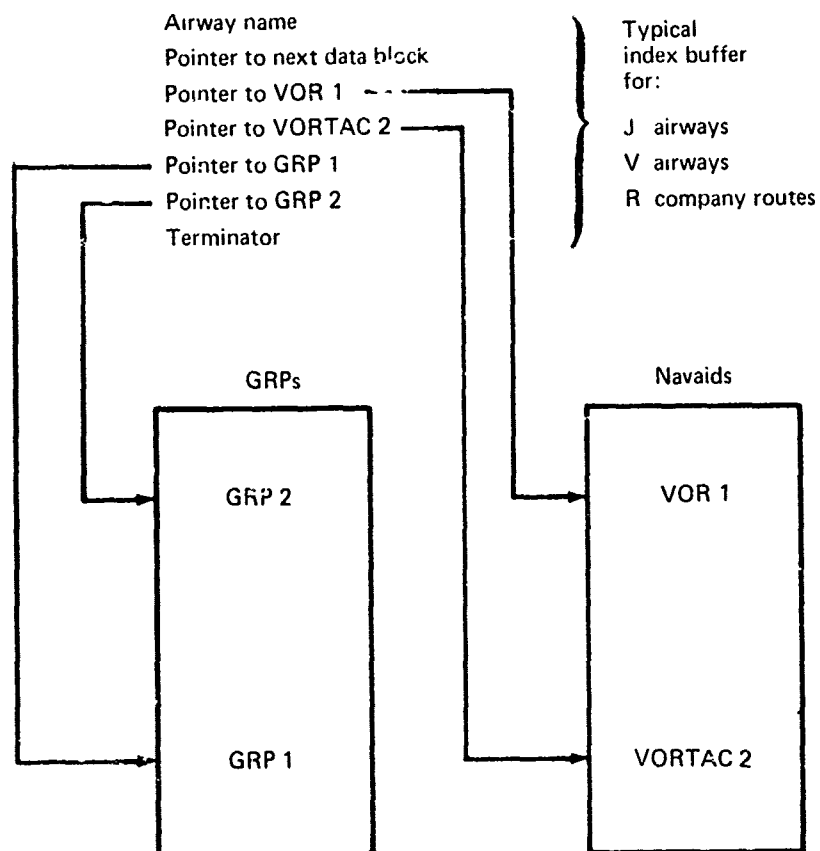 Airway name
Pointer to next data block
Pointer to VOR 1
Pointer to VORTAC 2
Pointer to GRP 1
Pointer to GRP 2
Terminator
Typical
index buffer
for:
J airways
V airways
R company routes
GRPs
GRP 2
GRP 1
Navaids
VOR 1
VORTAC 2